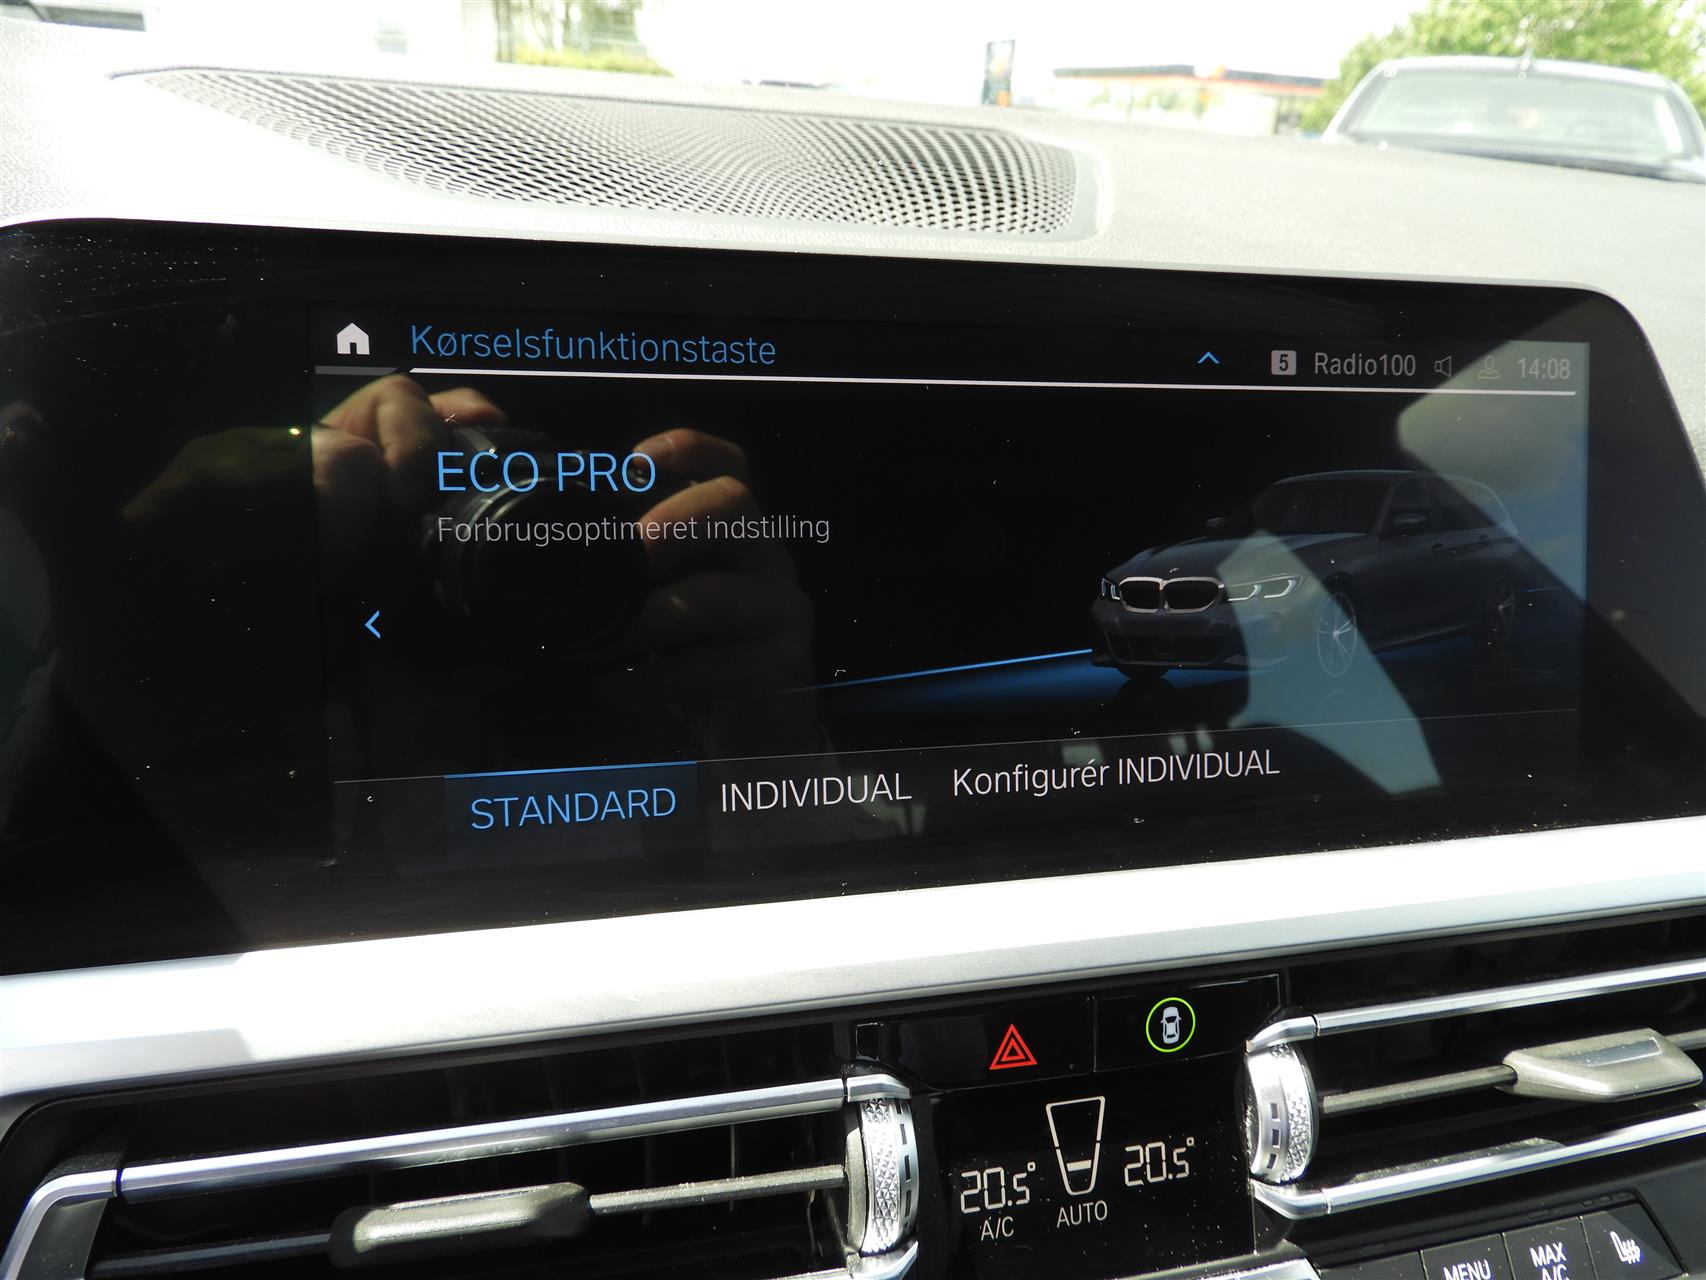 Kørselsfunktionstaste
5 Radio100 14:08
ECO PRO
Forbrugsoptimeret indstilling
STANDARD INDIVIDUAL Konfigurér INDIVIDUAL
20.5° 20.5°
A/C AUTO
MENU MAX A/C